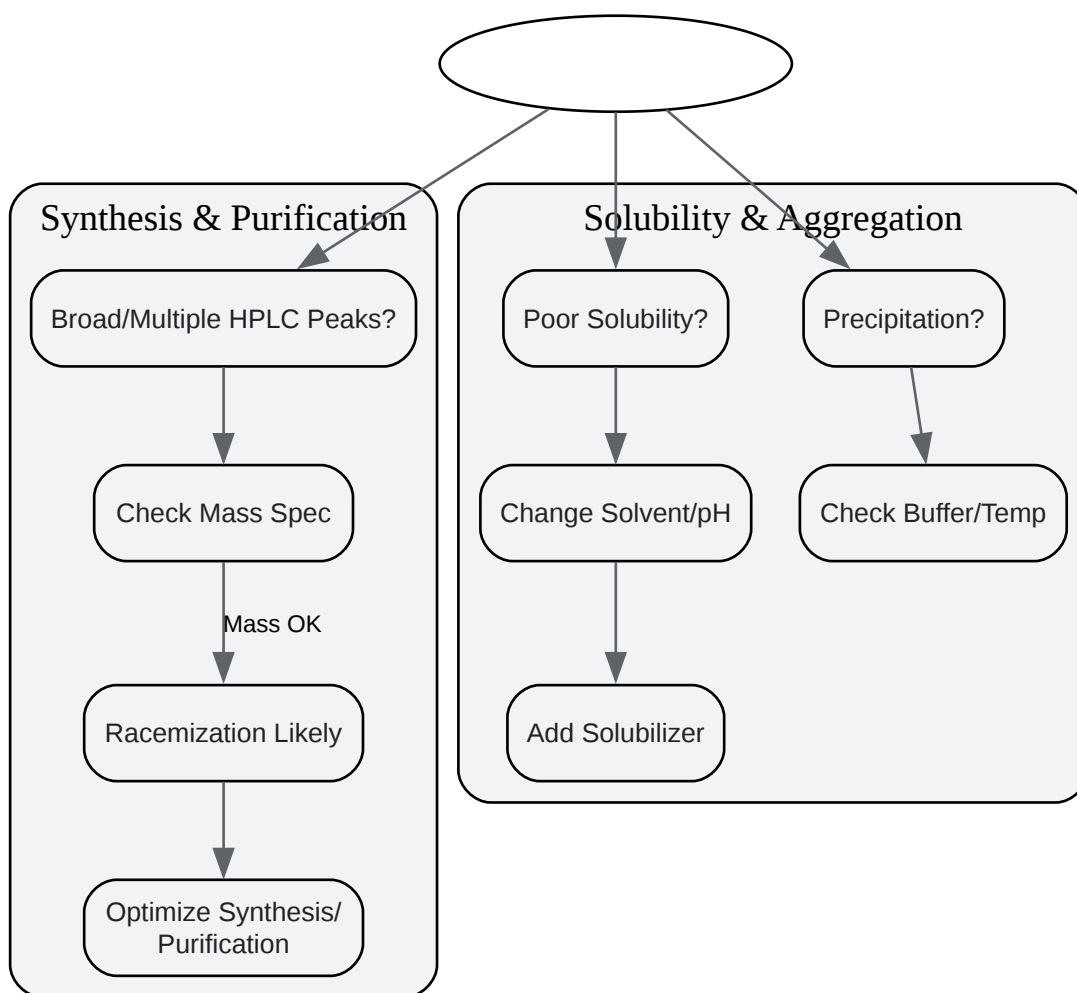 Synthesis & Purification
Broad/Multiple HPLC Peaks?
Check Mass Spec
Mass OK
Racemization Likely
Optimize Synthesis/
Purification
Solubility & Aggregation
Poor Solubility?
Precipitation?
Change Solvent/pH
Check Buffer/Temp
Add Solubilizer